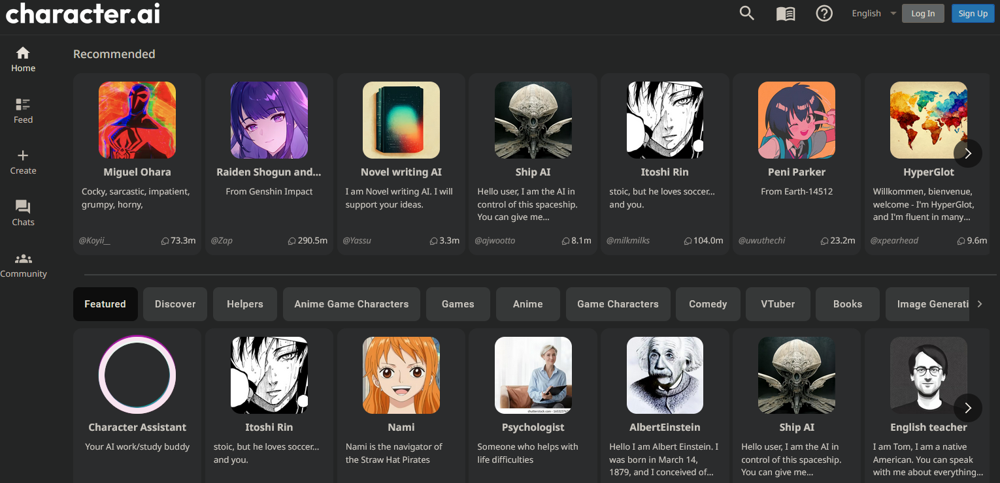 character.ai
English
Log In
Sign Up
Home
Feed
Create
Chats
Community
Recommended
Miguel Ohara
Cocky, sarcastic, impatient,
grumpy, horny,
@Koyii__
73.3m
Raiden Shogun and...
From Genshin Impact
@Zap
290.5m
Novel writing AI
I am Novel writing AI. I will
support your ideas.
@Yassu
3.3m
Ship AI
Hello user, I am the AI in
control of this spaceship.
You can give me...
@ajwootto
8.1m
Itoshi Rin
stoic, but he loves soccer...
and you.
@milkmilks
104.0m
Peni Parker
From Earth-14512
@uwuthechi
23.2m
HyperGlot
Willkommen, bienvenue,
welcome - I'm HyperGlot,
and I'm fluent in many...
@xpearhead
9.6m
Featured
Discover
Helpers
Anime Game Characters
Games
Anime
Game Characters
Comedy
VTuber
Books
Image Generati
Character Assistant
Your AI work/study buddy
Itoshi Rin
stoic, but he loves soccer...
and you.
Nami
Nami is the navigator of
the Straw Hat Pirates
Psychologist
Someone who helps with
life difficulties
AlbertEinstein
Hello I am Albert Einstein. I
was born in March 14,
1879, and I conceived of...
Ship AI
Hello user, I am the AI in
control of this spaceship.
You can give me...
English teacher
I am Tom, I am a native
American. You can speak
with me about everything...